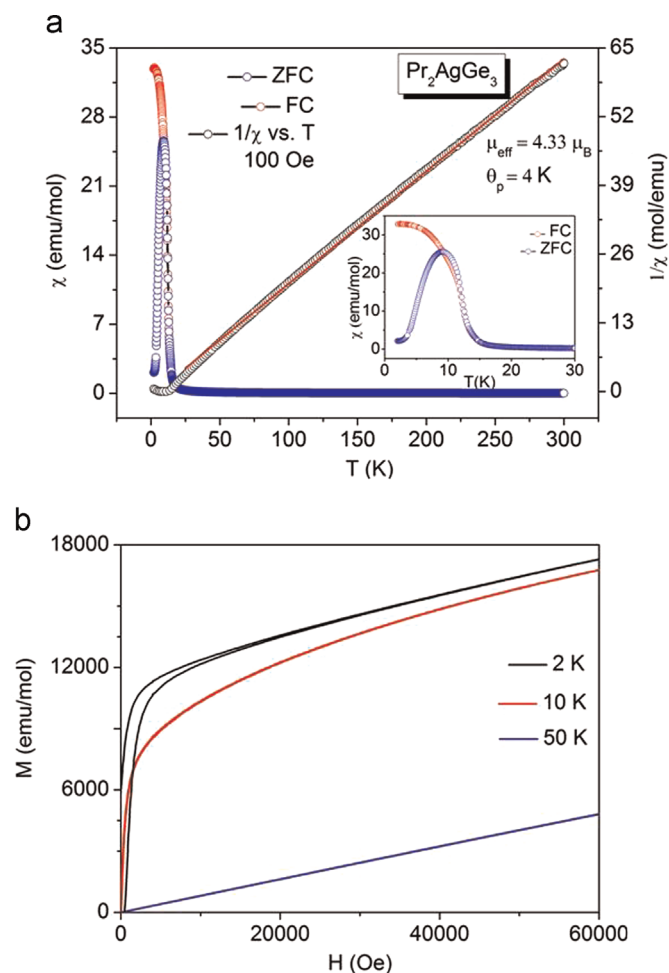 a
35
28
21
14
7
0
χ (emu/mol)
0
50
100
150
200
250
300
T (K)
65
52
39
26
13
0
1/χ (mol/emu)
ZFC
FC
1/χ vs. T
100 Oe
Pr₂AgGe₃
μeff = 4.33 μB
θp = 4 K
30
20
10
0
χ (emu/mol)
0
10
20
30
T(K)
FC
ZFC
b
18000
12000
6000
0
M (emu/mol)
2 K
10 K
50 K
0
20000
40000
60000
H (Oe)